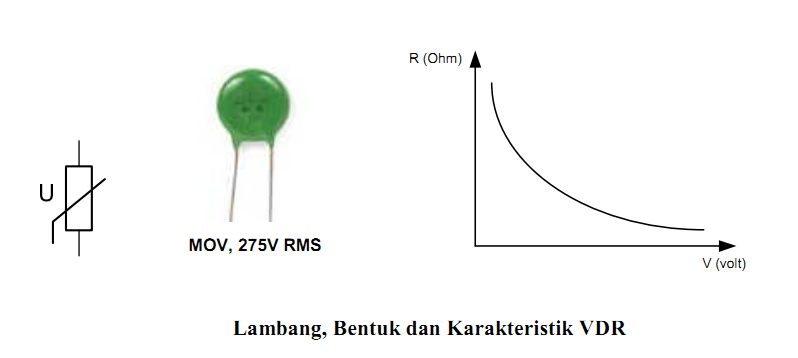 R (Ohm)
U
MOV, 275V RMS
V (volt)
Lambang, Bentuk dan Karakteristik VDR